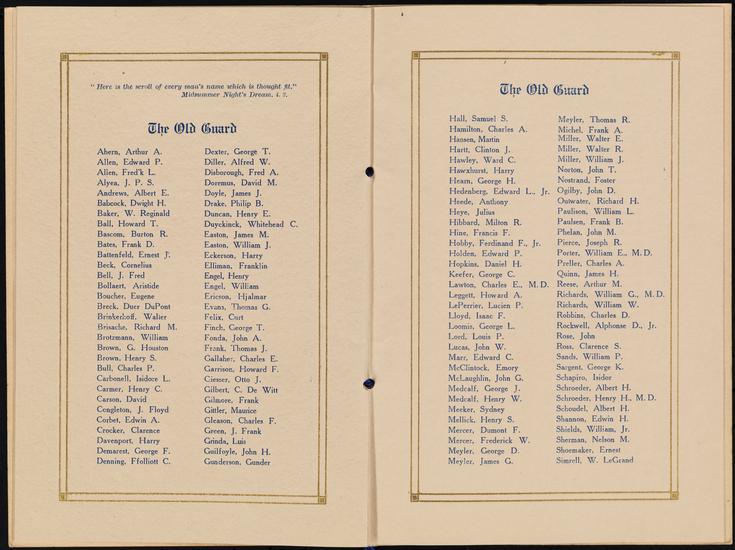 "Here is the scroll of every man's name which is thought fit."
Midsummer Night's Dream, i. 2.
The Old Guard
Ahern, Arthur A.
Allen, Edward P.
Allen, Fred'k L.
Alyea, J. P. S.
Andrews, Albert E.
Babcock, Dwight H.
Baker, W. Reginald
Ball, Howard T.
Bascom, Burton R.
Bates, Frank D.
Battenfeld, Ernest F.
Beck, Cornelius
Bell, J. Fred
Bollaert, Aristide
Boucher, Eugene
Breck, Duer DuPont
Brinkerhoff, Walter
Brisache, Richard M.
Brotzmann, William
Brown, G. Houston
Brown, Henry S.
Bull, Charles P.
Carbonell, Isidore L.
Carmer, Henry C.
Carson, David
Congleton, J. Floyd
Corbet, Edwin A.
Crocker, Clarence
Davenport, Harry
Demarest, George F.
Denning, Ffolliott C.
Dexter, George T.
Diller, Alfred W.
Disborough, Fred A.
Doremus, David M.
Doyle, James J.
Drake, Philip B.
Duncan, Henry E.
Duyckinck, Whitehead C.
Easton, James M.
Easton, William J.
Eckerson, Harry
Elliman, Franklin
Engel, Henry
Engel, William
Ericson, Hjalmar
Evans, Thomas G.
Felix, Curt
Finch, George T.
Fonda, John A.
Frank, Thomas J.
Gallaher, Charles E.
Garrison, Howard F.
Giesser, Otto J.
Gilbert, C. De Witt
Gilmore, Frank
Gittler, Maurice
Gleason, Charles F.
Green, J. Frank
Grinda, Luis
Guilfoyle, John H.
Gunderson, Gunder
The Old Guard
Hall, Samuel S.
Hamilton, Charles A.
Hansen, Martin
Hartt, Clinton J.
Hawley, Ward C.
Hawxhurst, Harry
Hearn, George H.
Hedenberg, Edward L., Jr.
Heede, Anthony
Heye, Julius
Hibbard, Milton R.
Hine, Francis F.
Hobby, Ferdinand F., Jr.
Holden, Edward P.
Hopkins, Daniel H.
Keefer, George C.
Lawton, Charles E., M. D.
Leggett, Howard A.
LePerrier, Lucien P.
Lloyd, Isaac F.
Loomis, George L.
Lord, Louis P.
Lucas, John W.
Marr, Edward C.
McClintock, Emory
McLaughlin, John G.
Medcalf, George J.
Medcalf, Henry W.
Meeker, Sydney
Mellick, Henry S.
Mercer, Dumont F.
Mercer, Frederick W.
Meyler, George D.
Meyler, James G.
Meyler, Thomas R.
Michel, Frank A.
Miller, Walter E.
Miller, Walter R.
Miller, William J.
Norton, John T.
Nostrand, Foster
Ogilby, John D.
Outwater, Richard H.
Paulison, William L.
Paulsen, Frank B.
Phelan, John M.
Pierce, Joseph R.
Porter, William E., M. D.
Preller, Charles A.
Quinn, James H.
Reese, Arthur M.
Richards, William G., M. D.
Richards, William W.
Robbins, Charles D.
Rockwell, Alphonse D., Jr.
Rose, John
Ross, Clarence S.
Sands, William P.
Sargent, George K.
Schapiro, Isidor
Schroeder, Albert H.
Schroeder, Henry H., M. D.
Schoudel, Albert H.
Shannon, Edwin H.
Shields, William, Jr.
Sherman, Nelson M.
Shoemaker, Ernest
Simrell, W. LeGrand